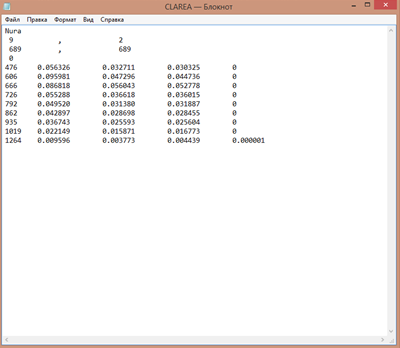 CLAREA — Блокнот
Файл Правка Формат Вид Справка
Nura
9 , 2
689 , 689
0
476 0.056326 0.032711 0.030325 0
606 0.095981 0.047296 0.044736 0
666 0.086818 0.056043 0.052778 0
726 0.055288 0.036618 0.036015 0
792 0.049520 0.031380 0.031887 0
862 0.042897 0.028698 0.028455 0
935 0.036743 0.025593 0.025604 0
1019 0.022149 0.015871 0.016773 0
1264 0.009596 0.003773 0.004439 0.000001